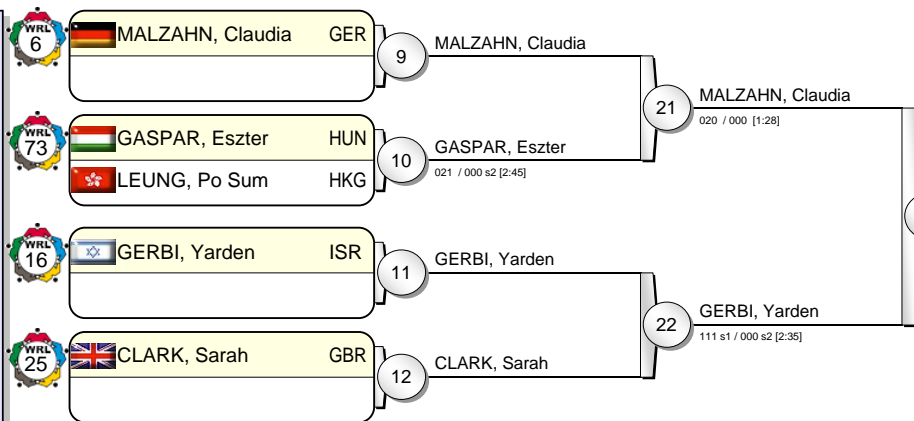 WRL
6
MALZAHN, Claudia GER
9
MALZAHN, Claudia
21
MALZAHN, Claudia
020 / 000 [1:28]
WRL
73
GASPAR, Eszter HUN
LEUNG, Po Sum HKG
10
GASPAR, Eszter
021 / 000 s2 [2:45]
WRL
16
GERBI, Yarden ISR
11
GERBI, Yarden
22
GERBI, Yarden
111 s1 / 000 s2 [2:35]
WRL
25
CLARK, Sarah GBR
12
CLARK, Sarah